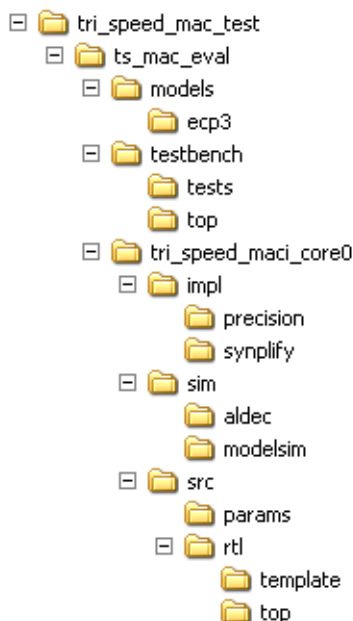 tri_speed_mac_test
ts_mac_eval
models
ecp3
testbench
tests
top
tri_speed_maci_core0
impl
precision
synplify
sim
aldec
modelsim
src
params
rtl
template
top